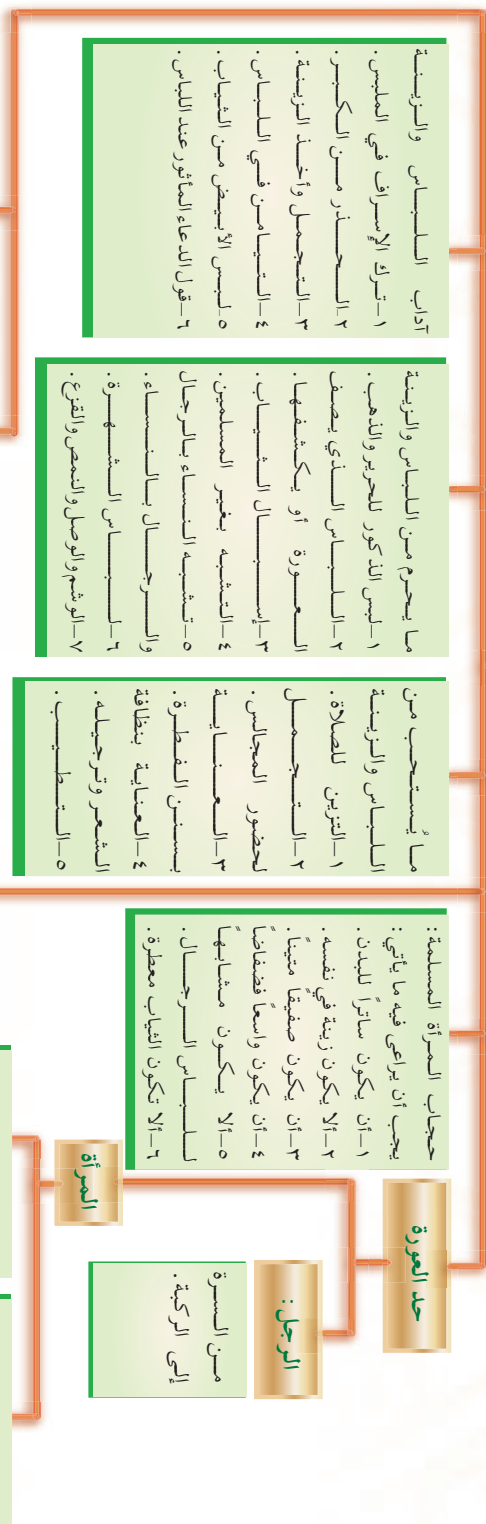 آداب اللباس والزينة
١–ترك الإسراف في الملبس.
٢–الحذر من الكبر.
٣–التجمل وأخذ الزينة.
٤–التيامن في اللباس.
٥–لبس الأبيض من الثياب.
٦–قول الدعاء المأثور عند اللباس.
ما يحرم من اللباس والزينة
١–لبس الذكور للحرير والذهب.
٢–اللباس الذي يصف
العورة أو يكشفها.
٣–إسبال الثياب.
٤–التشبه بغير المسلمين.
٥–تشبه النساء بالرجال
والرجال بالنساء.
٦–لباس الشهرة.
٧–الوشم والوصل والنمص والقزع.
ما يُستحب من
اللباس والزينة
١–التزين للصلاة.
٢–التجمل
لحضور المجالس.
٣–العناية
بسنن الفطرة.
٤–العناية بنظافة
الشعر وترجيله.
٥–التطيب.
حجاب المرأة المسلمة:
يجب أن يراعى فيه ما يأتي:
١–أن يكون ساتراً للبدن.
٢–ألا يكون زينة في نفسه.
٣–أن يكون صفيقاً متيناً.
٤–أن يكون واسعاً فضفاضاً
٥–ألا يكون مشابهاً
للباس الرجال.
٦–ألا تكون الثياب معطرة.
حد العورة
الرجل:
من السرة
إلى الركبة.
المرأة